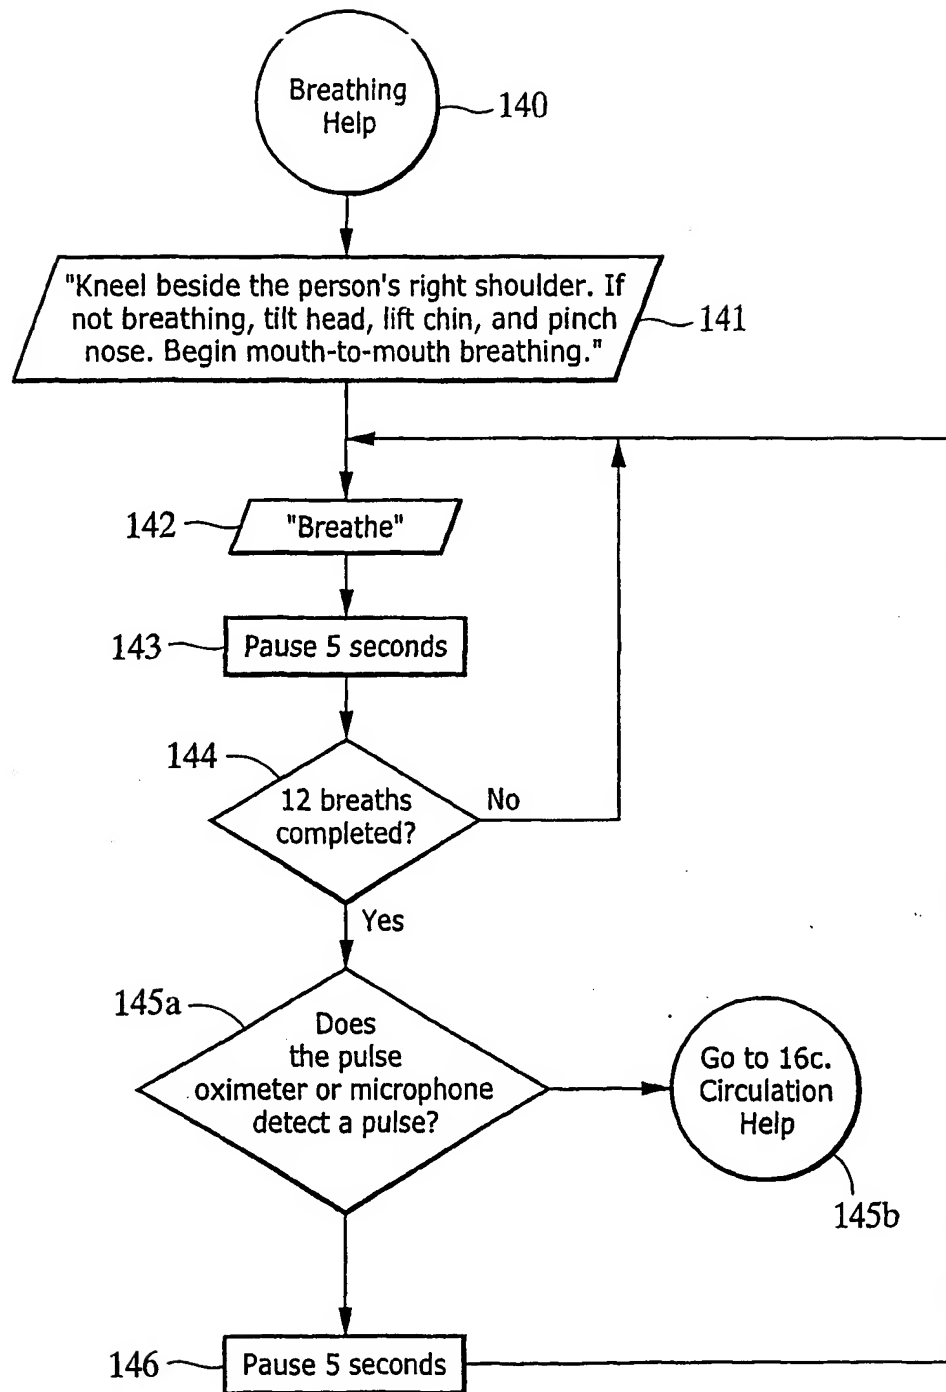 Breathing
Help
140
"Kneel beside the person's right shoulder. If
not breathing, tilt head, lift chin, and pinch
nose. Begin mouth-to-mouth breathing."
141
142
"Breathe"
143
Pause 5 seconds
144
12 breaths
completed?
No
Yes
145a
Does
the pulse
oximeter or microphone
detect a pulse?
Go to 16c.
Circulation
Help
145b
146
Pause 5 seconds